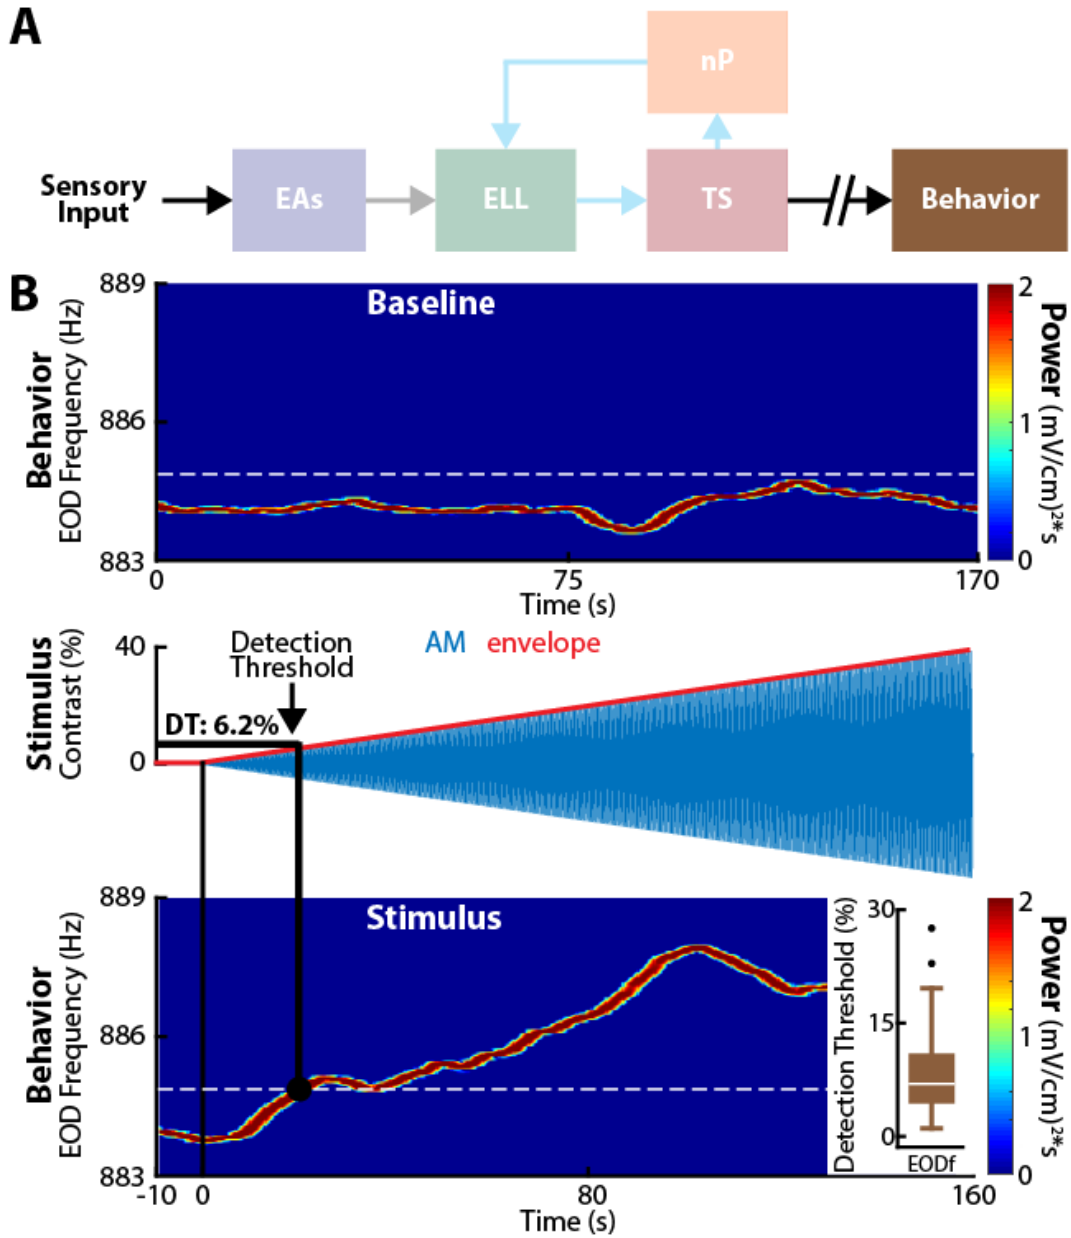 A
nP
Sensory
Input
EAs
ELL
TS
Behavior
B
889
886
883
Behavior
EOD Frequency (Hz)
Baseline
0
75
170
Time (s)
2
1
0
Power (mV/cm)²*s
Stimulus
Contrast (%)
40
0
Detection
Threshold
AM envelope
DT: 6.2%
889
886
883
Behavior
EOD Frequency (Hz)
Stimulus
-10
0
80
160
Time (s)
Detection Threshold (%)
30
15
0
EODf
2
1
0
Power (mV/cm)²*s